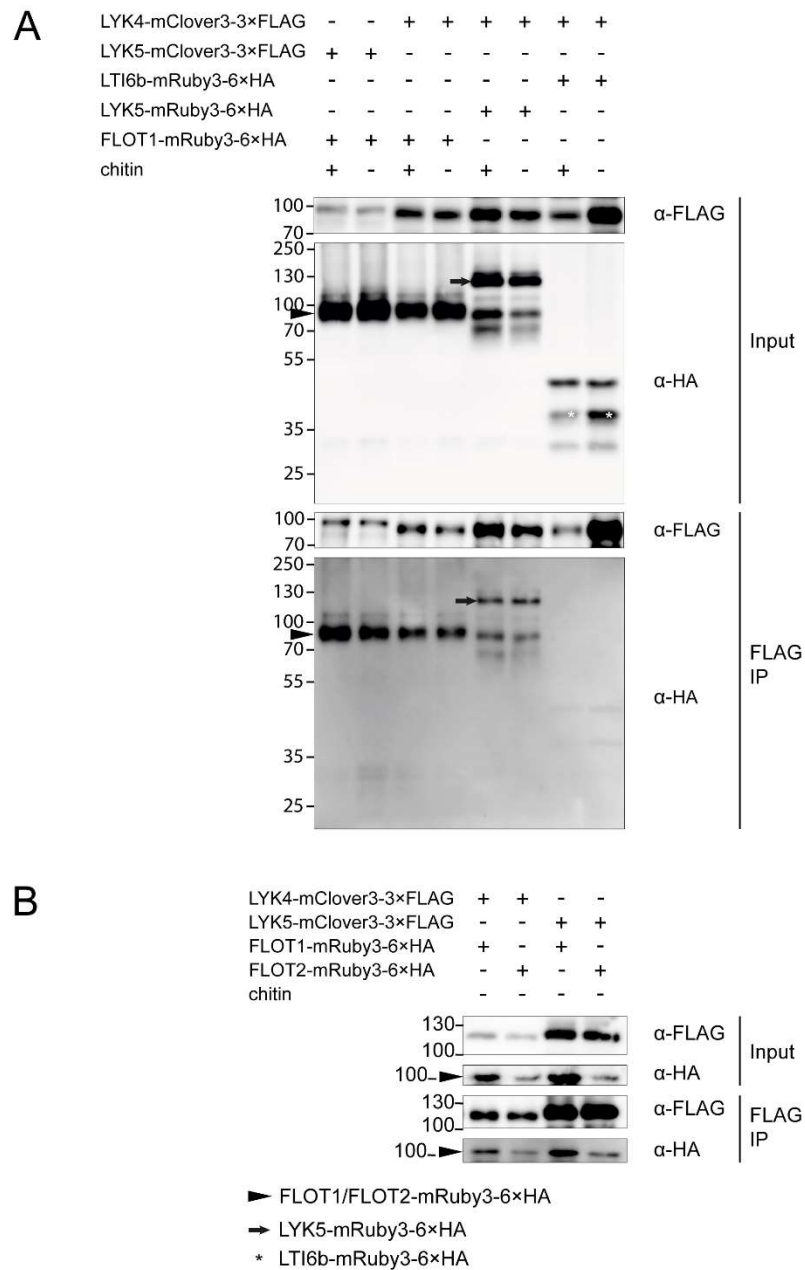 A
LYK4-mClover3-3×FLAG - - + + + + + +
LYK5-mClover3-3×FLAG + + - - - - - -
LTI6b-mRuby3-6×HA - - - - - - + +
LYK5-mRuby3-6×HA - - - - + + - -
FLOT1-mRuby3-6×HA + + + + - - - -
chitin + - + - + - + -
100
70
α-FLAG
250
130
100
70
55
35
25
α-HA
Input
* *
100
70
α-FLAG
250
130
100
70
55
35
25
α-HA
FLAG
IP
B
LYK4-mClover3-3×FLAG + + - -
LYK5-mClover3-3×FLAG - - + +
FLOT1-mRuby3-6×HA + - + -
FLOT2-mRuby3-6×HA - + - +
chitin - - - -
130
100
α-FLAG
100
α-HA
Input
130
100
α-FLAG
100
α-HA
FLAG
IP
FLOT1/FLOT2-mRuby3-6×HA
LYK5-mRuby3-6×HA
* LTI6b-mRuby3-6×HA